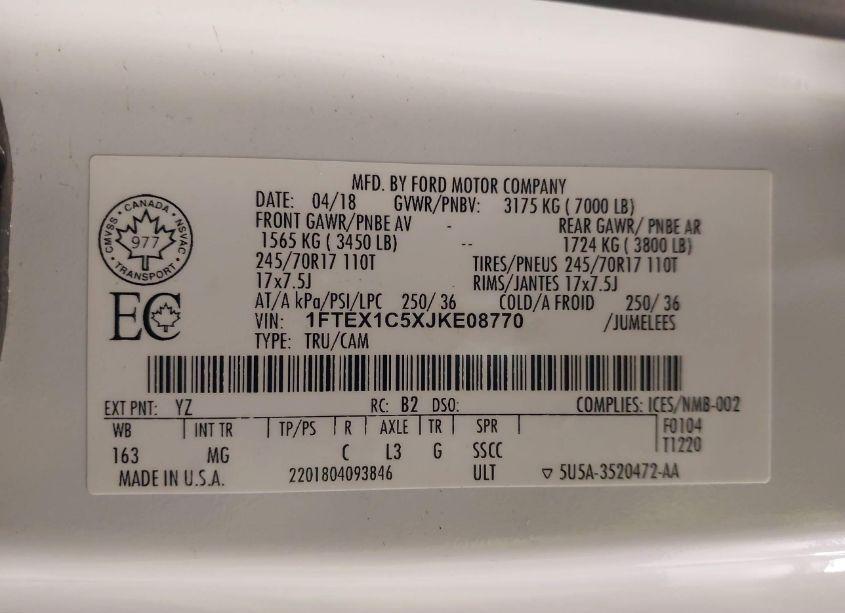 MFD. BY FORD MOTOR COMPANY
DATE: 04/18 GVWR/PNBV: 3175 KG ( 7000 LB)
FRONT GAWR/PNBE AV - REAR GAWR/ PNBE AR
1565 KG ( 3450 LB) -- 1724 KG ( 3800 LB)
245/70R17 110T TIRES/PNEUS 245/70R17 110T
17x7.5J RIMS/JANTES 17x7.5J
AT/A kPa/PSI/LPC 250/ 36 COLD/A FROID 250/ 36
VIN: 1FTEX1C5XJKE08770 /JUMELEES
TYPE: TRU/CAM
CANADA
CMVSS NSVAC
977
TRANSPORT
EC
EXT PNT: YZ RC: B2 DSO: COMPLIES: ICES/NMB-002
WB INT TR TP/PS R AXLE TR SPR F0104
T1220
163 MG C L3 G SSCC
MADE IN U.S.A. 2201804093846 ULT ▽ 5U5A-3520472-AA